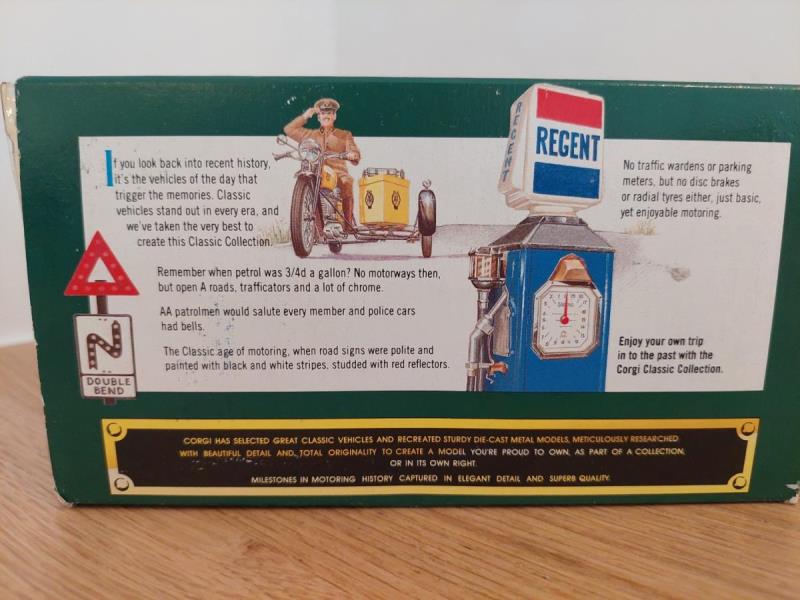 If you look back into recent history,
it's the vehicles of the day that
trigger the memories. Classic
vehicles stand out in every era, and
we've taken the very best to
create this Classic Collection.
Remember when petrol was 3/4d a gallon? No motorways then,
but open A roads, trafficators and a lot of chrome.
AA patrolmen would salute every member and police cars
had bells.
The Classic age of motoring, when road signs were polite and
painted with black and white stripes, studded with red reflectors.
DOUBLE
BEND
AA
REGENT
REGENT
No traffic wardens or parking
meters, but no disc brakes
or radial tyres either, just basic,
yet enjoyable motoring.
Enjoy your own trip
in to the past with the
Corgi Classic Collection.
CORGI HAS SELECTED GREAT CLASSIC VEHICLES AND RECREATED STURDY DIE-CAST METAL MODELS, METICULOUSLY RESEARCHED
WITH BEAUTIFUL DETAIL AND TOTAL ORIGINALITY TO CREATE A MODEL YOU'RE PROUD TO OWN, AS PART OF A COLLECTION,
OR IN ITS OWN RIGHT.
MILESTONES IN MOTORING HISTORY CAPTURED IN ELEGANT DETAIL AND SUPERB QUALITY.